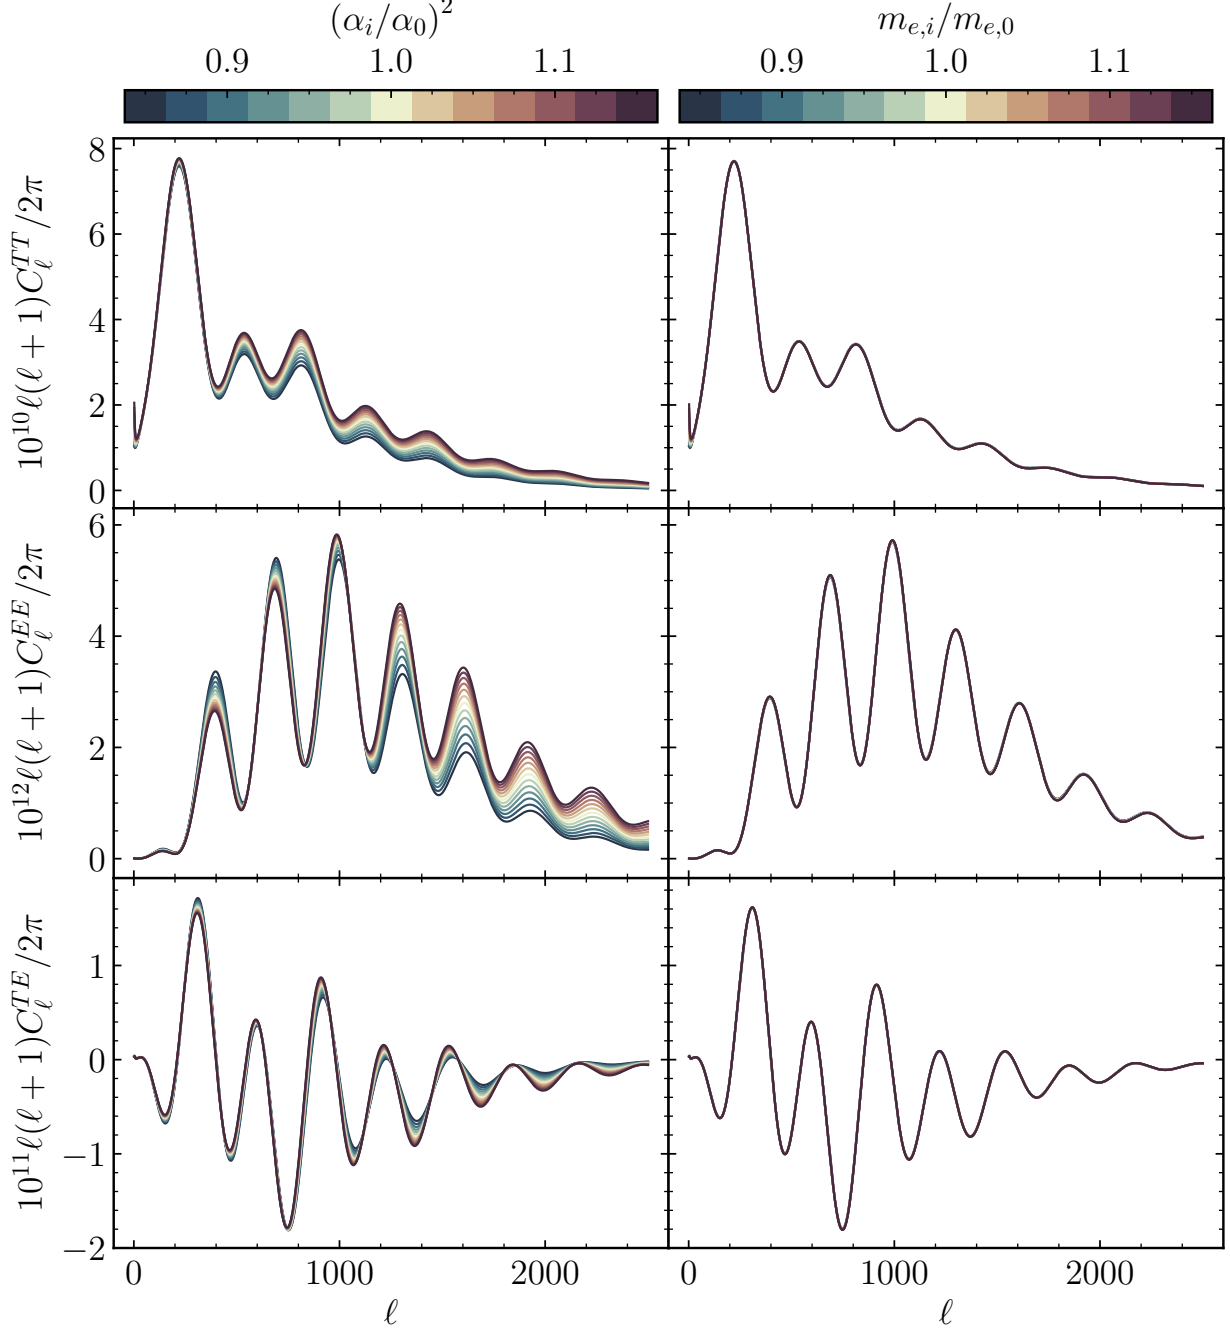 (α_i/α_0)^2 m_{e,i}/m_{e,0}
0.9 1.0 1.1 0.9 1.0 1.1
10^{10}ℓ(ℓ + 1)C_ℓ^{TT}/2π
8
6
4
2
0
10^{12}ℓ(ℓ + 1)C_ℓ^{EE}/2π
6
4
2
0
10^{11}ℓ(ℓ + 1)C_ℓ^{TE}/2π
1
0
−1
−2
0 1000 2000 0 1000 2000
ℓ ℓ